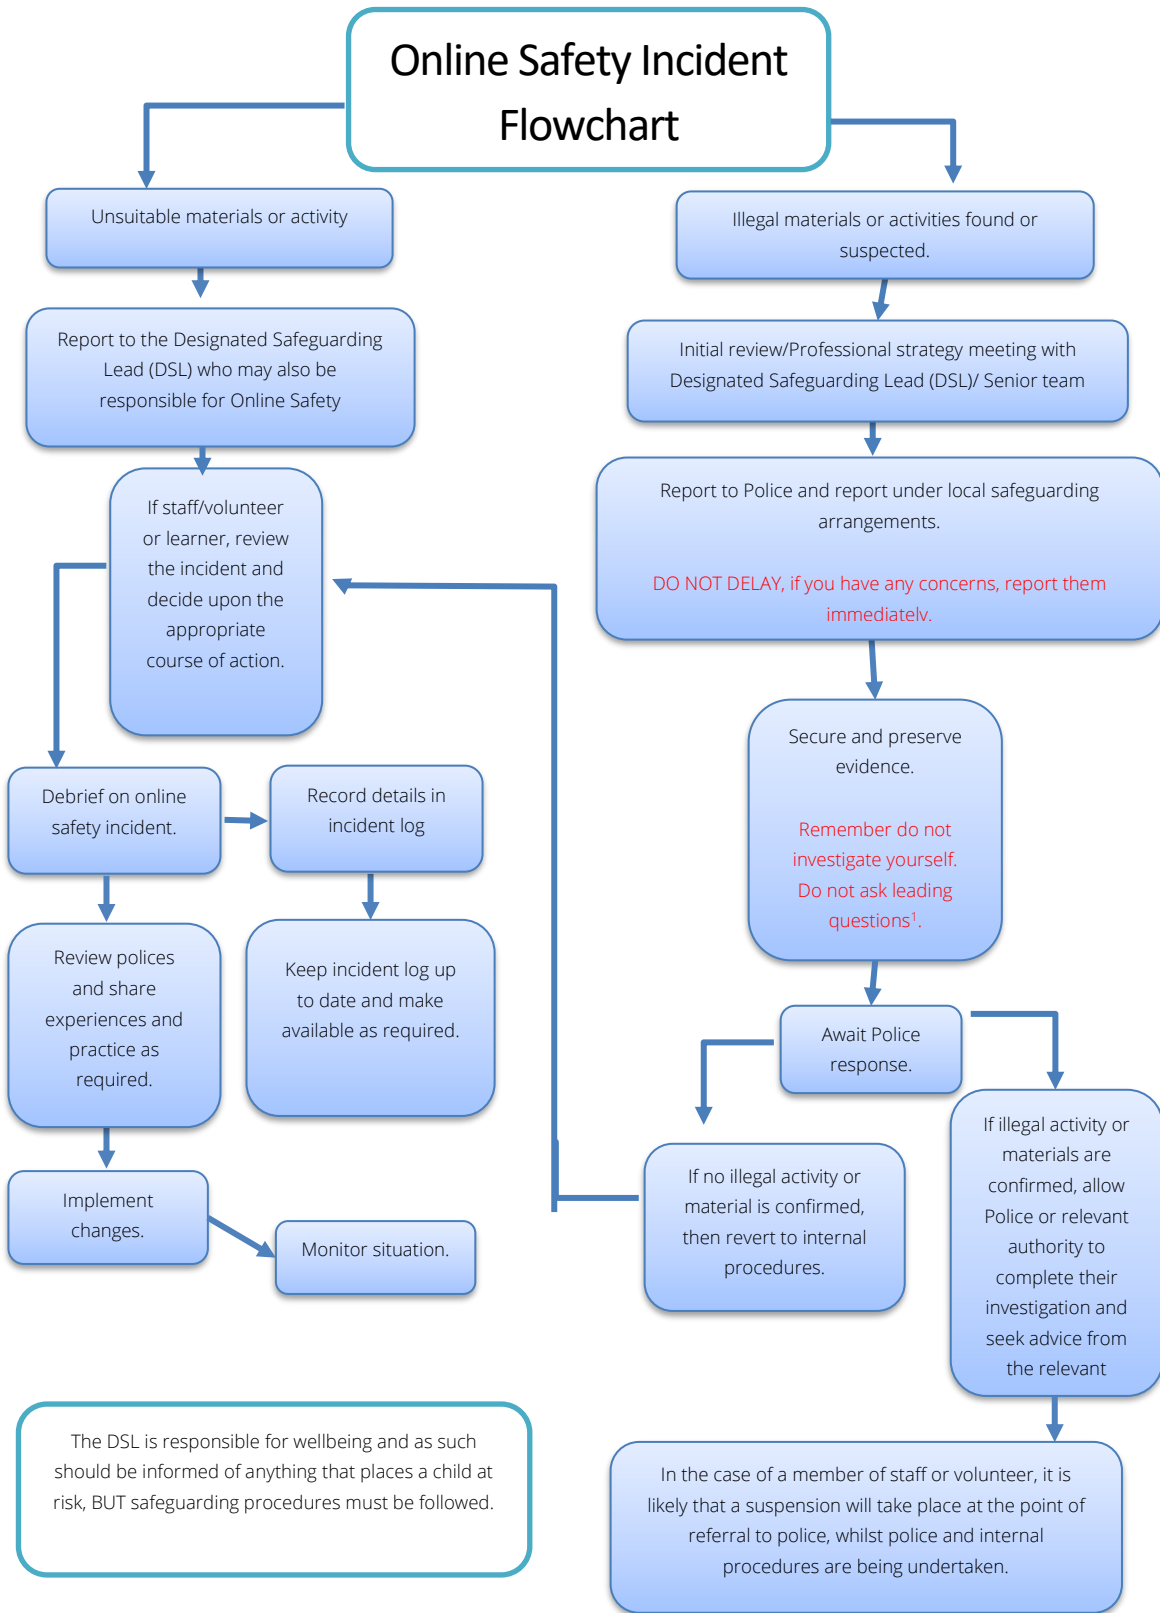 Online Safety Incident
Flowchart
Unsuitable materials or activity
Report to the Designated Safeguarding
Lead (DSL) who may also be
responsible for Online Safety
If staff/volunteer
or learner, review
the incident and
decide upon the
appropriate
course of action.
Debrief on online
safety incident.
Record details in
incident log
Review polices
and share
experiences and
practice as
required.
Keep incident log up
to date and make
available as required.
Implement
changes.
Monitor situation.
Illegal materials or activities found or
suspected.
Initial review/Professional strategy meeting with
Designated Safeguarding Lead (DSL)/ Senior team
Report to Police and report under local safeguarding
arrangements.
DO NOT DELAY, if you have any concerns, report them
immediately.
Secure and preserve
evidence.
Remember do not
investigate yourself.
Do not ask leading
questions¹.
Await Police
response.
If no illegal activity or
material is confirmed,
then revert to internal
procedures.
If illegal activity or
materials are
confirmed, allow
Police or relevant
authority to
complete their
investigation and
seek advice from
the relevant
In the case of a member of staff or volunteer, it is
likely that a suspension will take place at the point of
referral to police, whilst police and internal
procedures are being undertaken.
The DSL is responsible for wellbeing and as such
should be informed of anything that places a child at
risk, BUT safeguarding procedures must be followed.